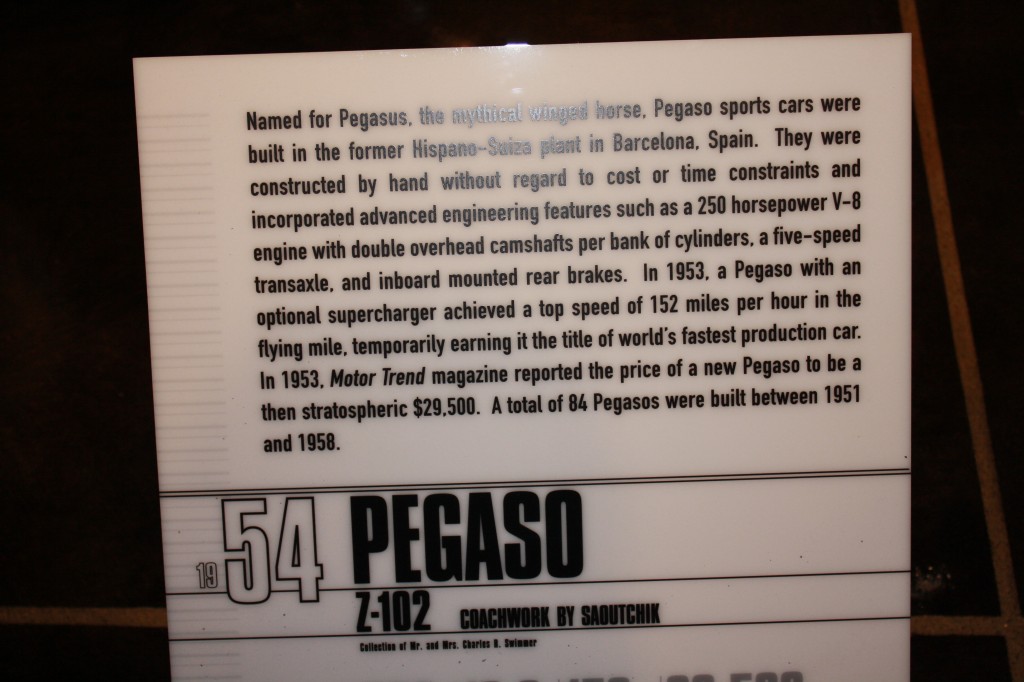 Named for Pegasus, the mythical winged horse, Pegaso sports cars were
built in the former Hispano-Suiza plant in Barcelona, Spain. They were
constructed by hand without regard to cost or time constraints and
incorporated advanced engineering features such as a 250 horsepower V-8
engine with double overhead camshafts per bank of cylinders, a five-speed
transaxle, and inboard mounted rear brakes. In 1953, a Pegaso with an
optional supercharger achieved a top speed of 152 miles per hour in the
flying mile, temporarily earning it the title of world's fastest production car.
In 1953, Motor Trend magazine reported the price of a new Pegaso to be a
then stratospheric $29,500. A total of 84 Pegasos were built between 1951
and 1958.
1954 PEGASO
Z-102 COACHWORK BY SAOUTCHIK
Collection of Mr. and Mrs. Charles R. Swimmer